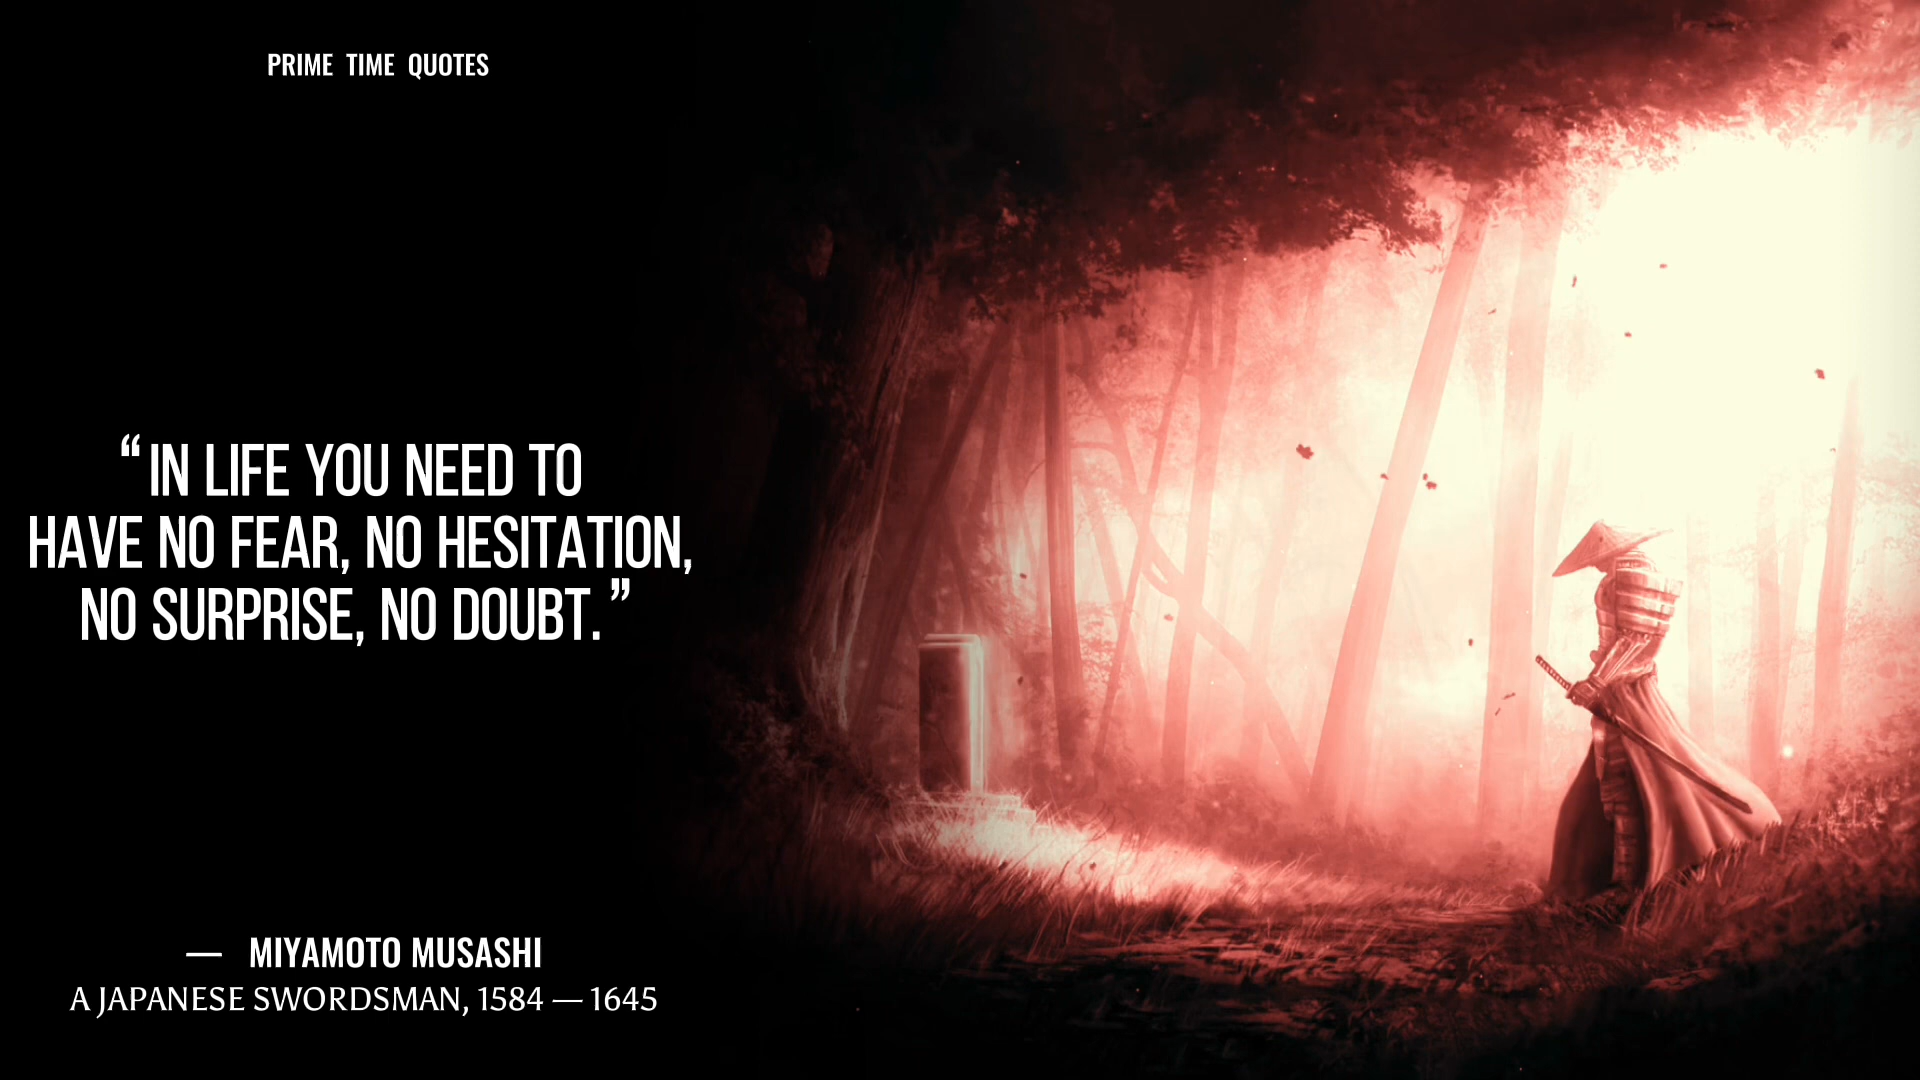 PRIME TIME QUOTES
“ IN LIFE YOU NEED TO
HAVE NO FEAR, NO HESITATION,
NO SURPRISE, NO DOUBT. ”
— MIYAMOTO MUSASHI
A JAPANESE SWORDSMAN, 1584 — 1645